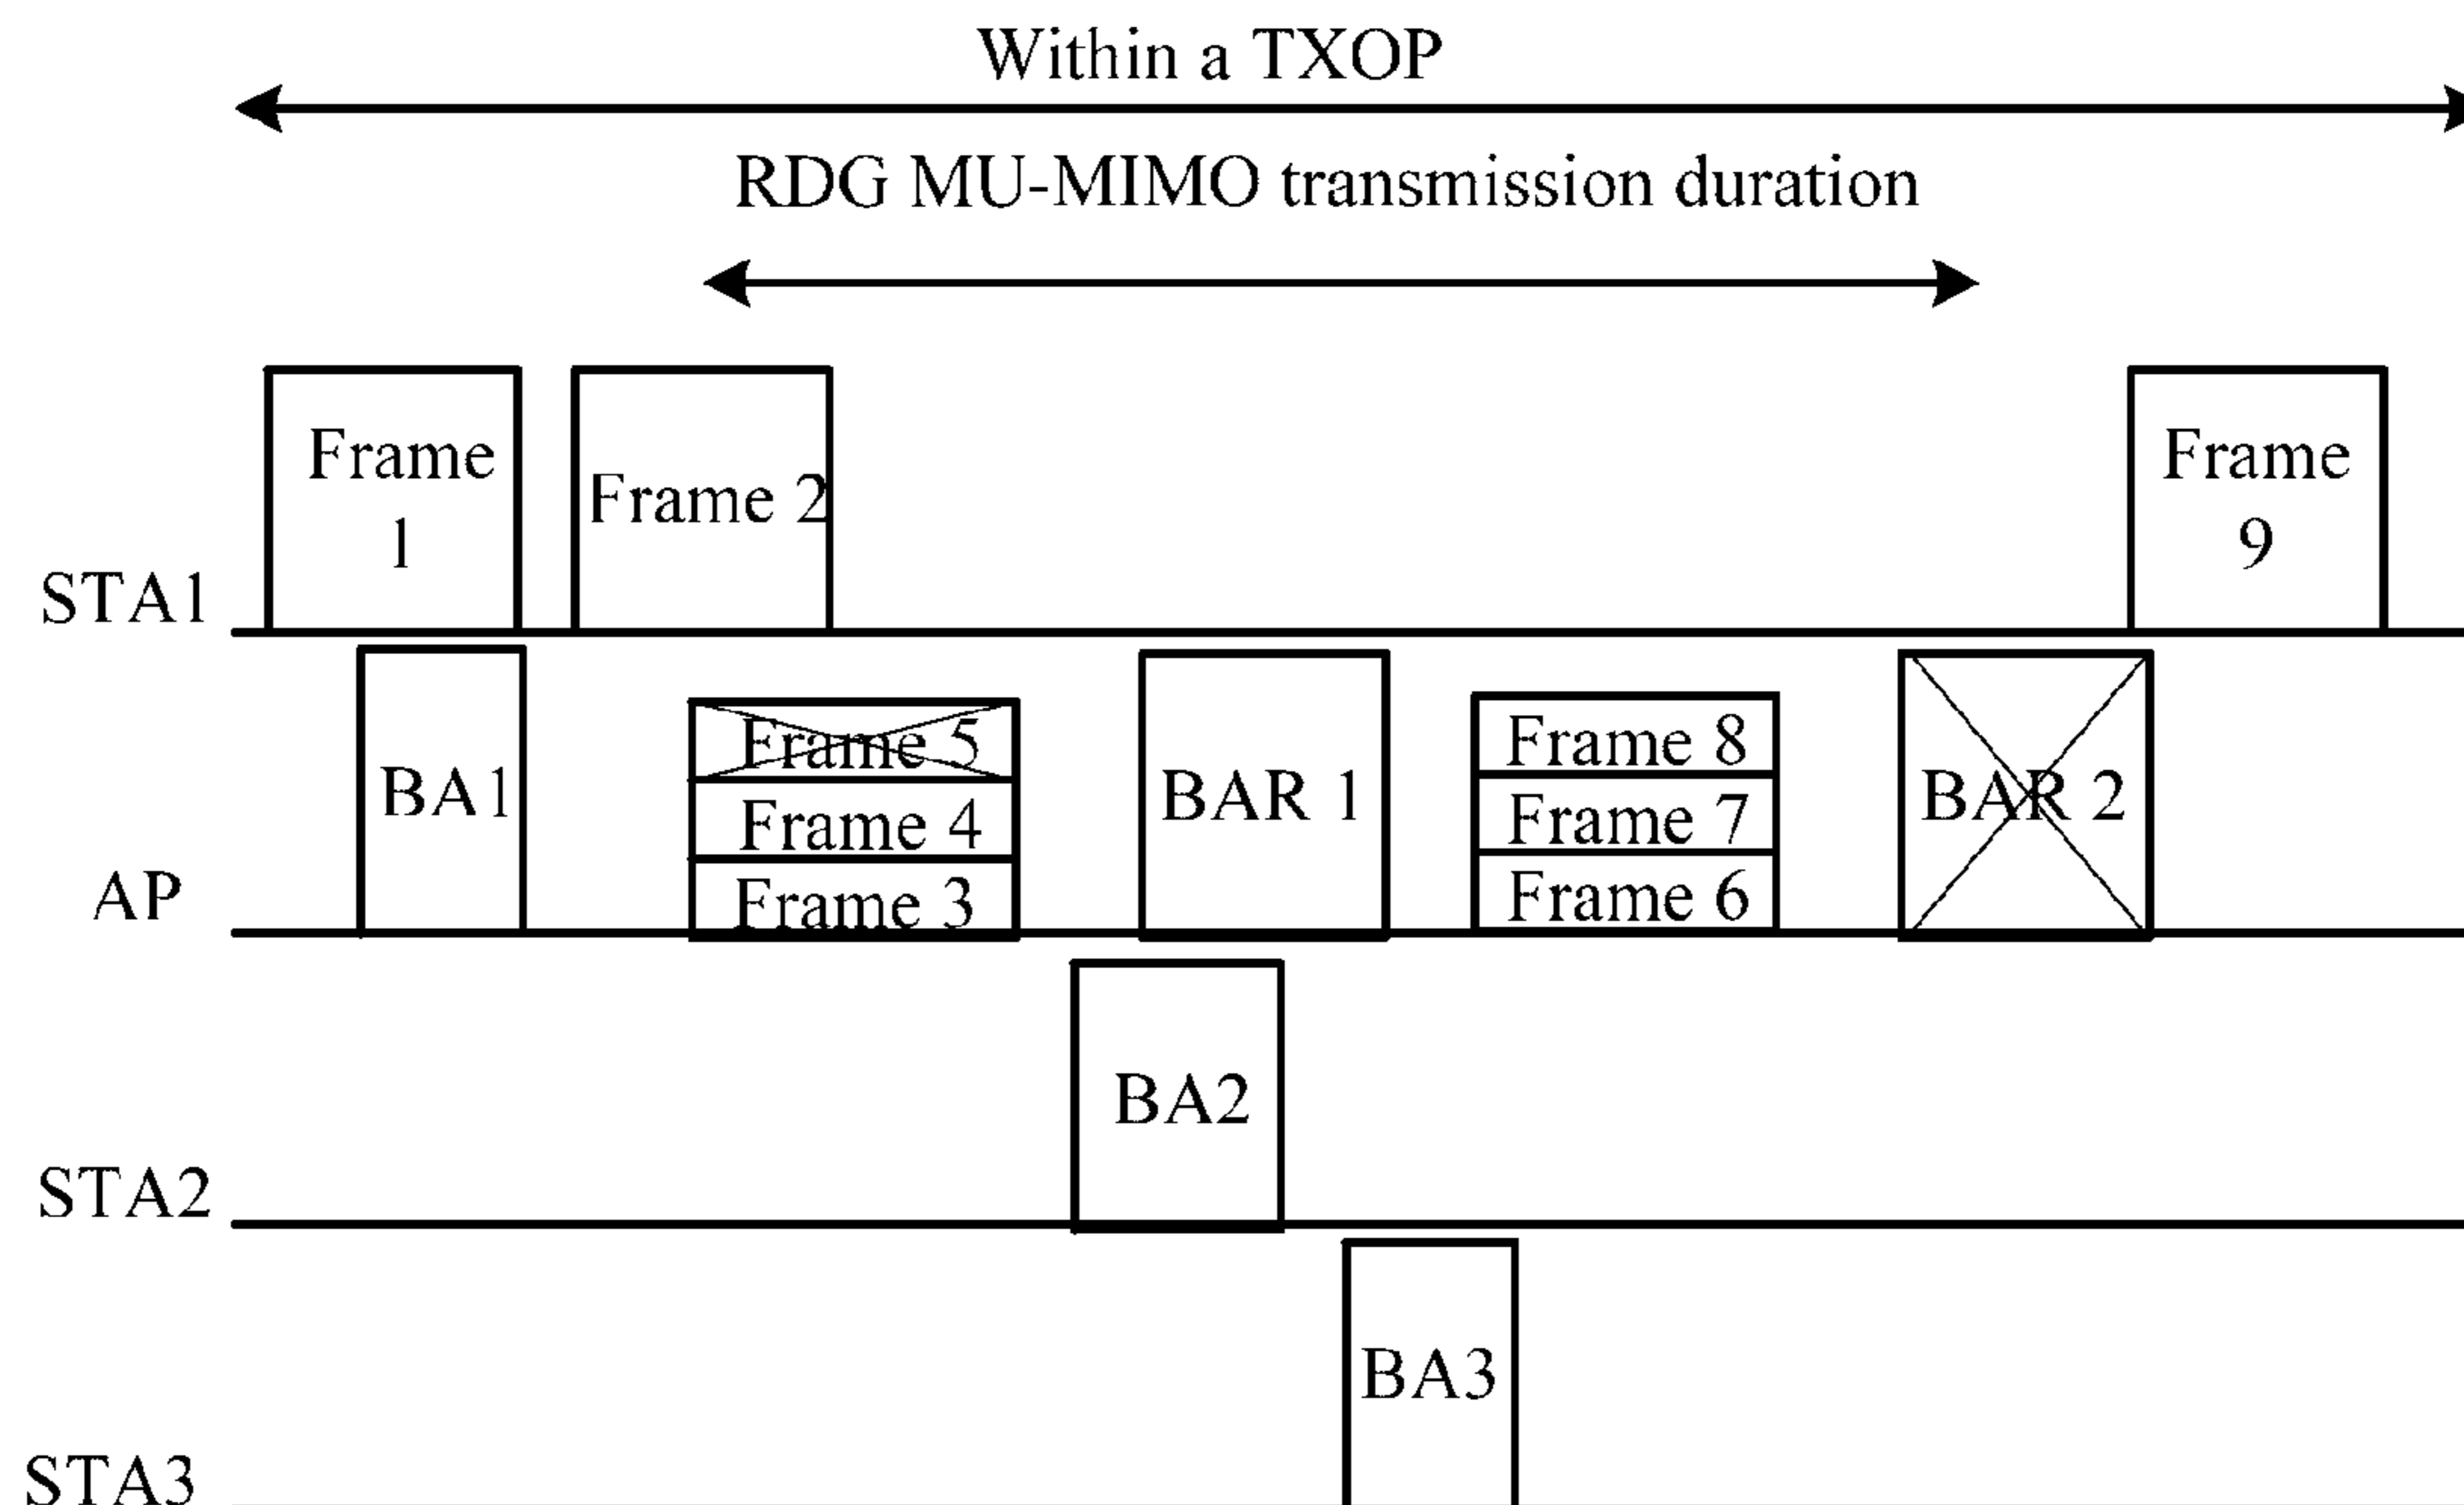 Within a TXOP
RDG MU-MIMO transmission duration
Frame
1
Frame 2
Frame
9
STA1
BA1
Frame 5
Frame 4
Frame 3
BAR 1
Frame 8
Frame 7
Frame 6
BAR 2
AP
BA2
STA2
BA3
STA3